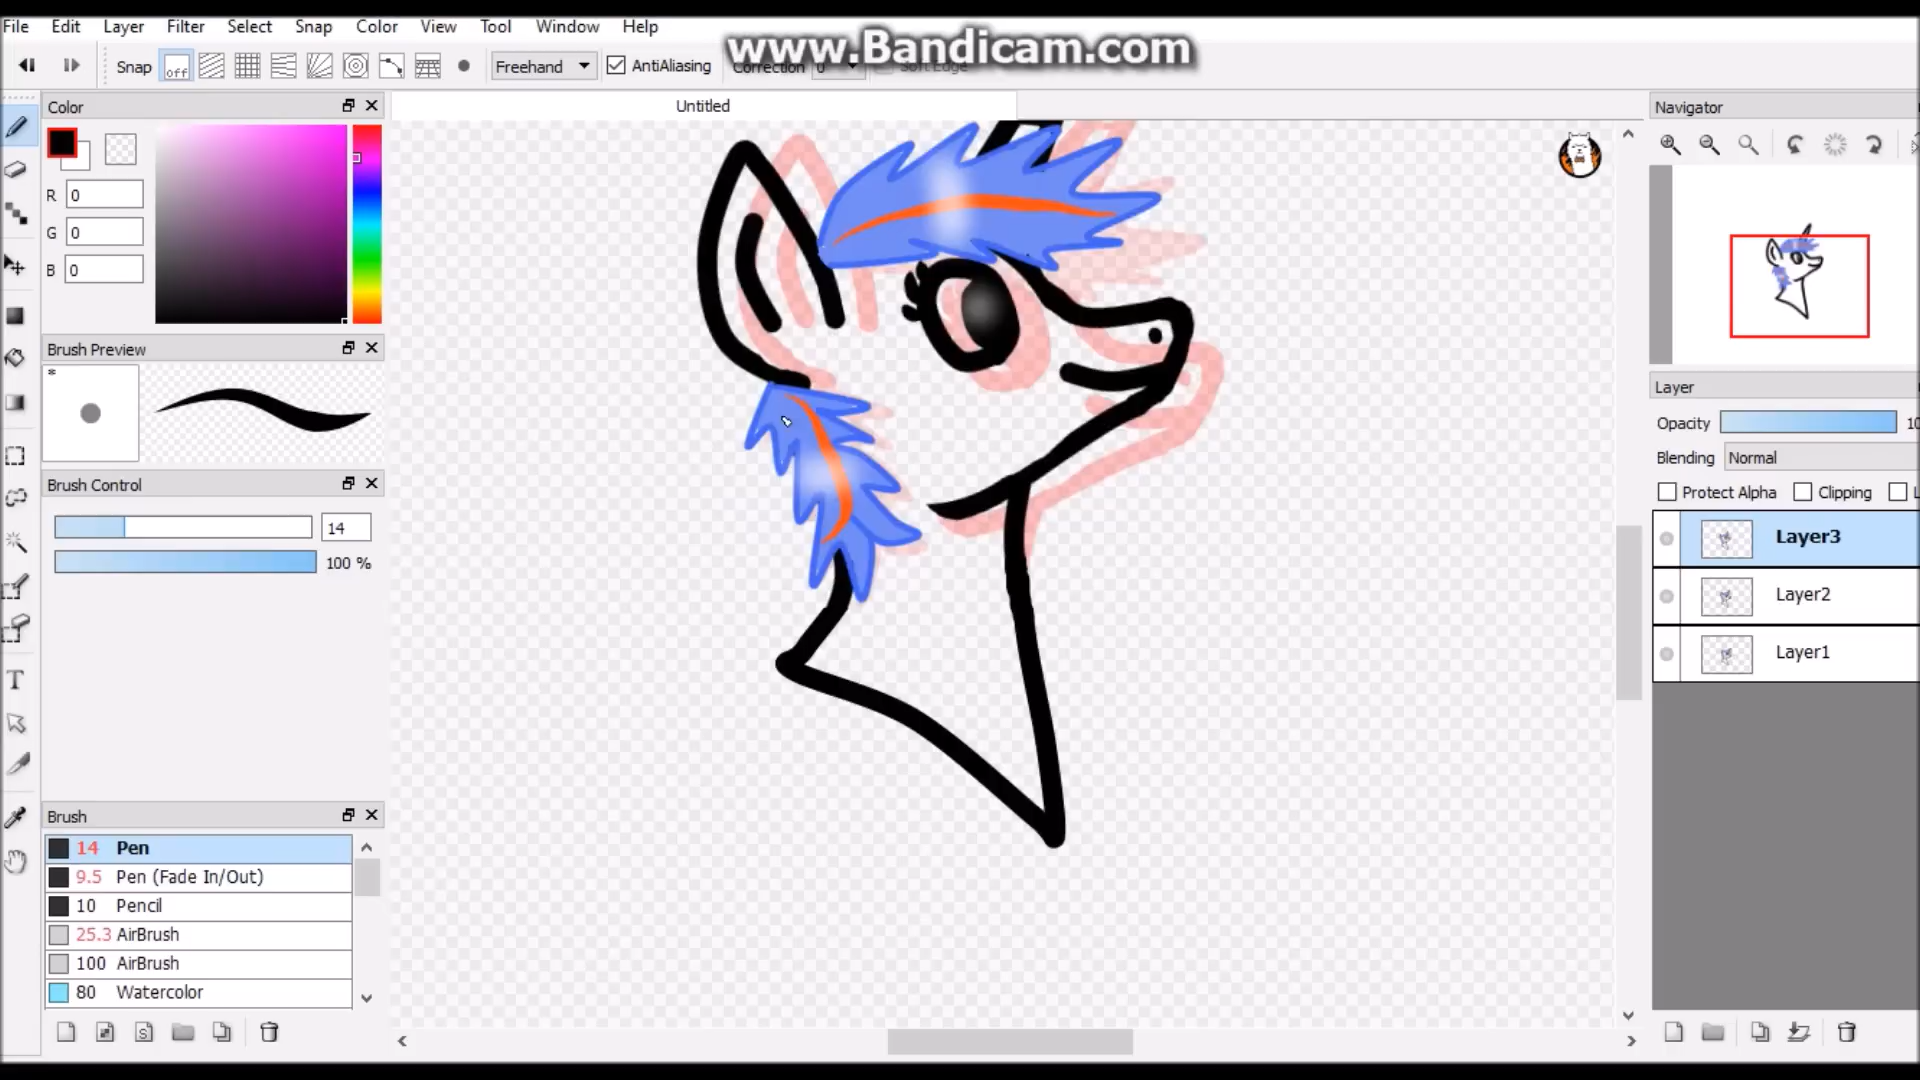 File Edit Layer Filter Select Snap Color View Tool Window Help
www.Bandicam.com
Snap off Freehand AntiAliasing Correction 0 Soft Edge
Color
Untitled
Navigator
R 0
G 0
B 0
Brush Preview
*
Brush Control
14
100 %
Brush
14 Pen
9.5 Pen (Fade In/Out)
10 Pencil
25.3 AirBrush
100 AirBrush
80 Watercolor
S
T
Layer
Opacity 10
Blending Normal
Protect Alpha Clipping L
Layer3
Layer2
Layer1